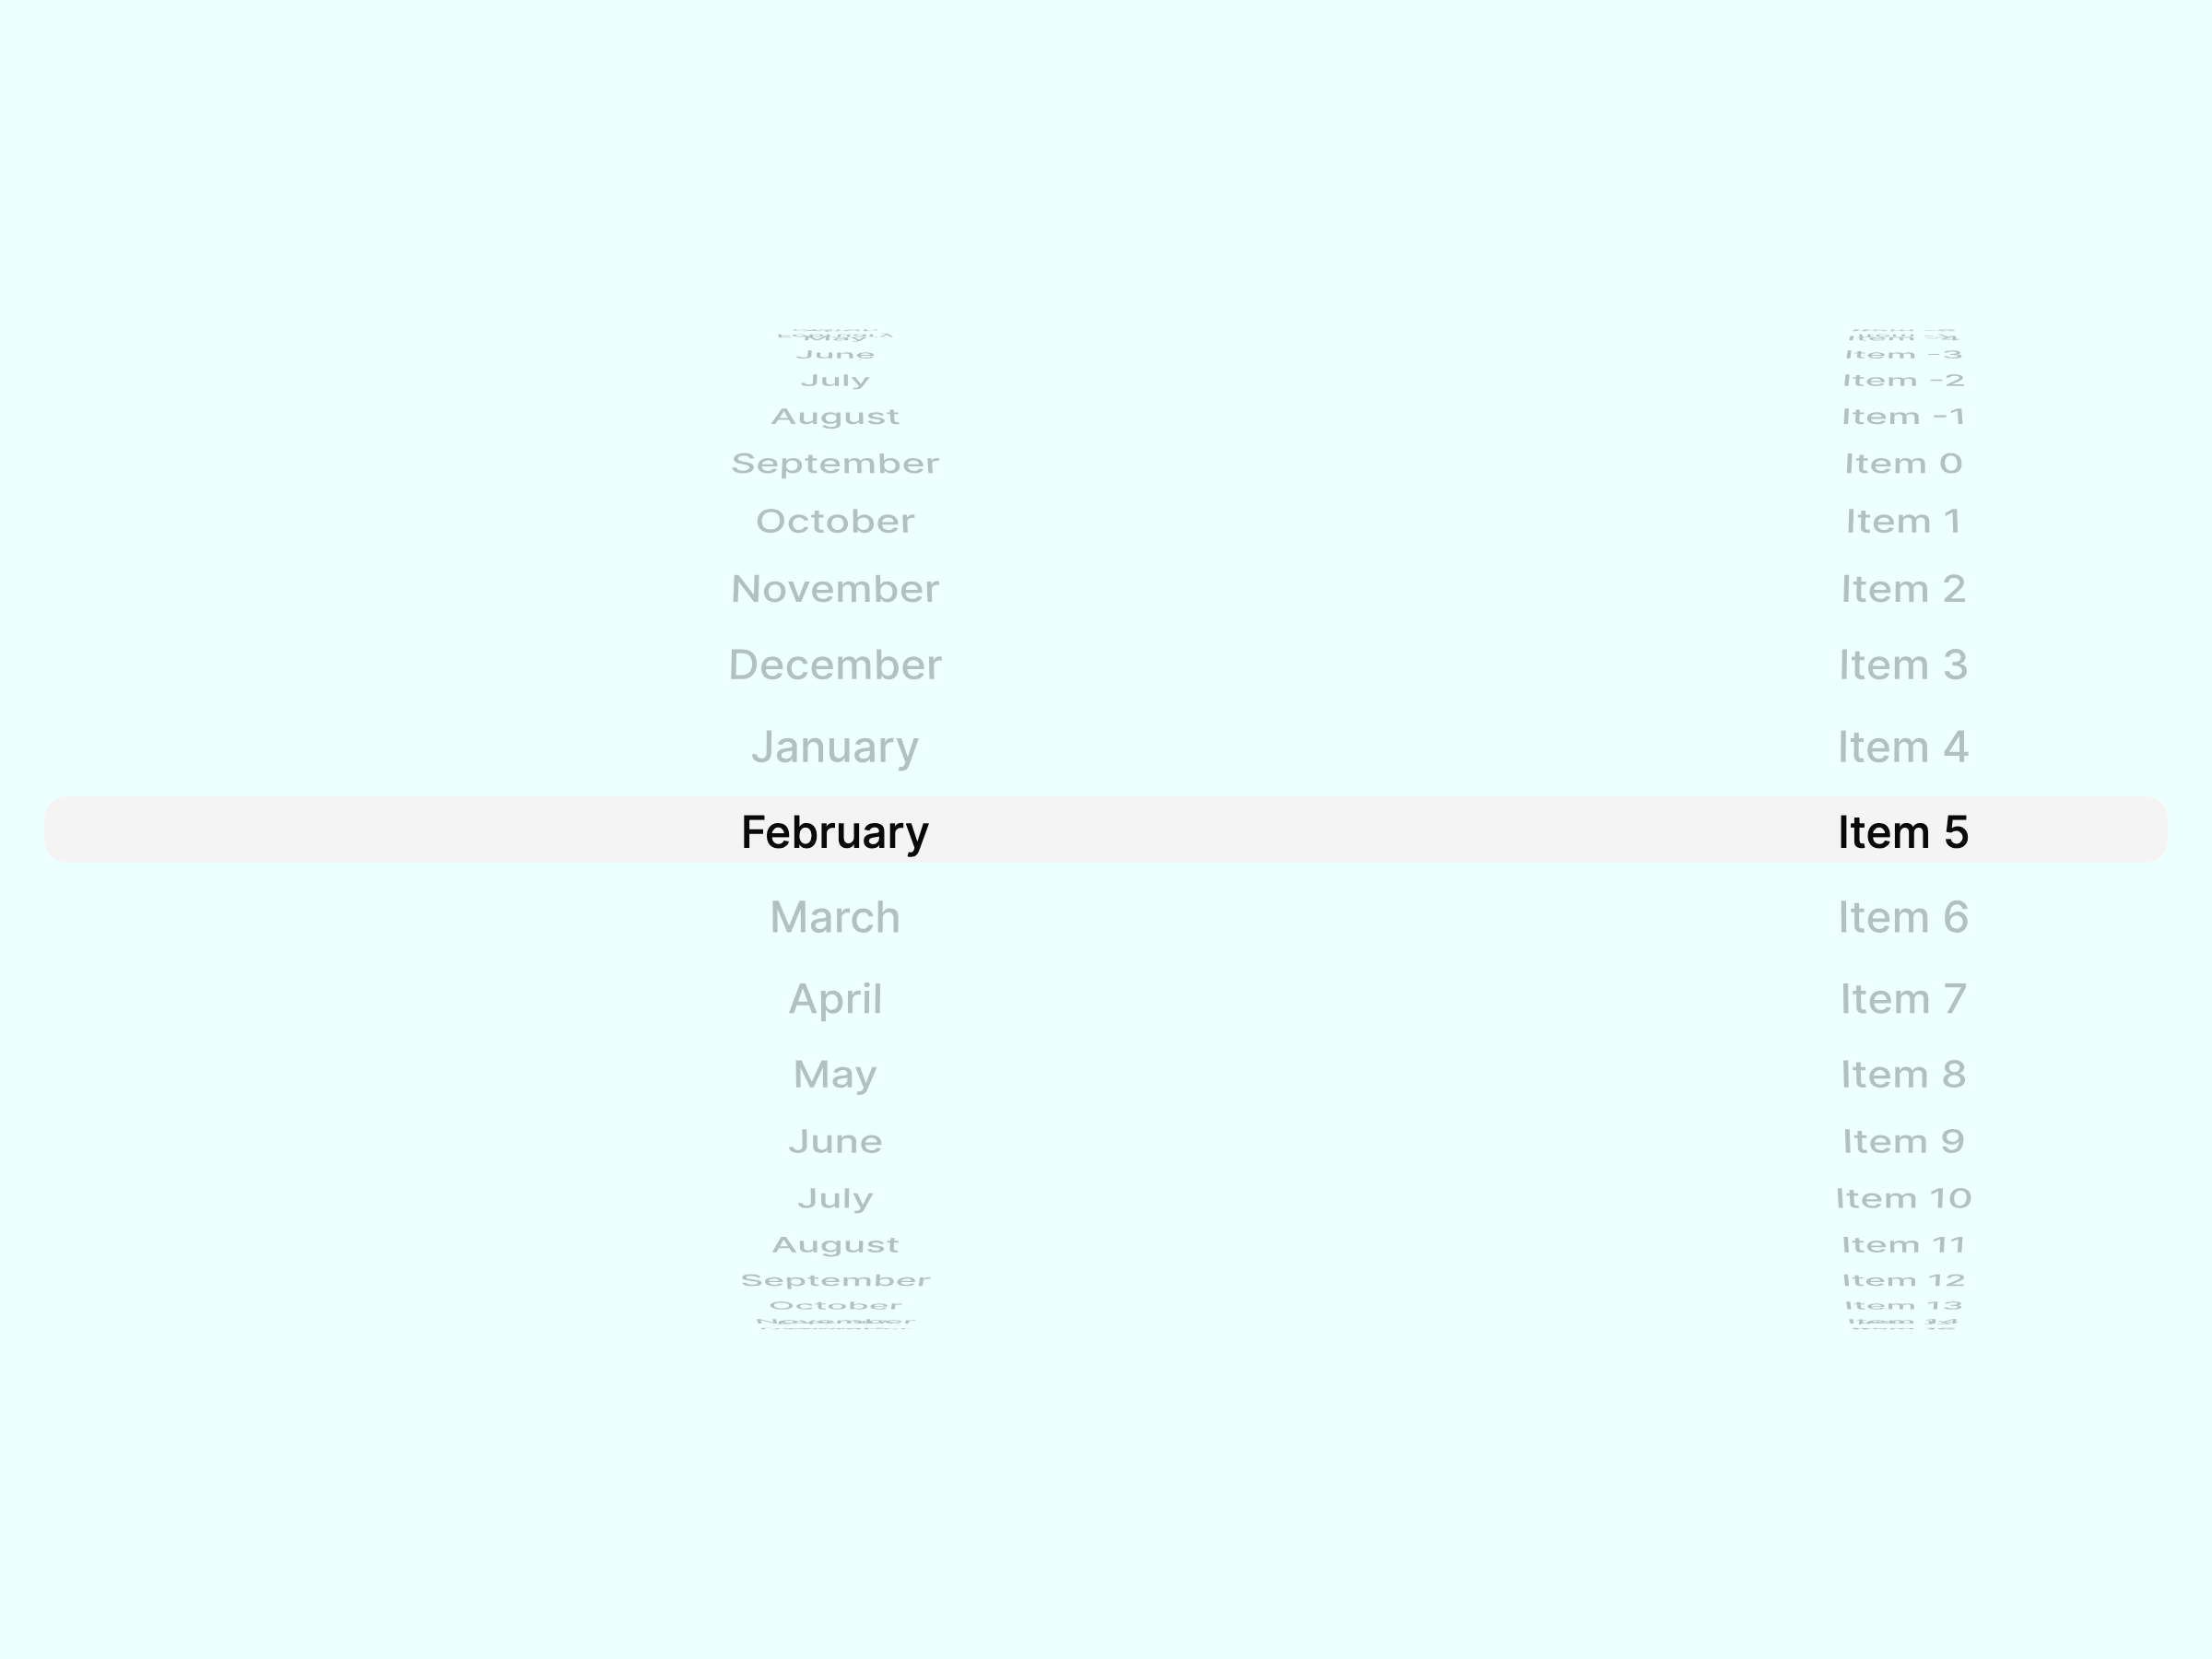 May
June Item -3
July Item -2
August Item -1
September Item 0
October Item 1
November Item 2
December Item 3
January Item 4
February Item 5
March Item 6
April Item 7
May Item 8
June Item 9
July Item 10
August Item 11
September Item 12
October Item 13
November